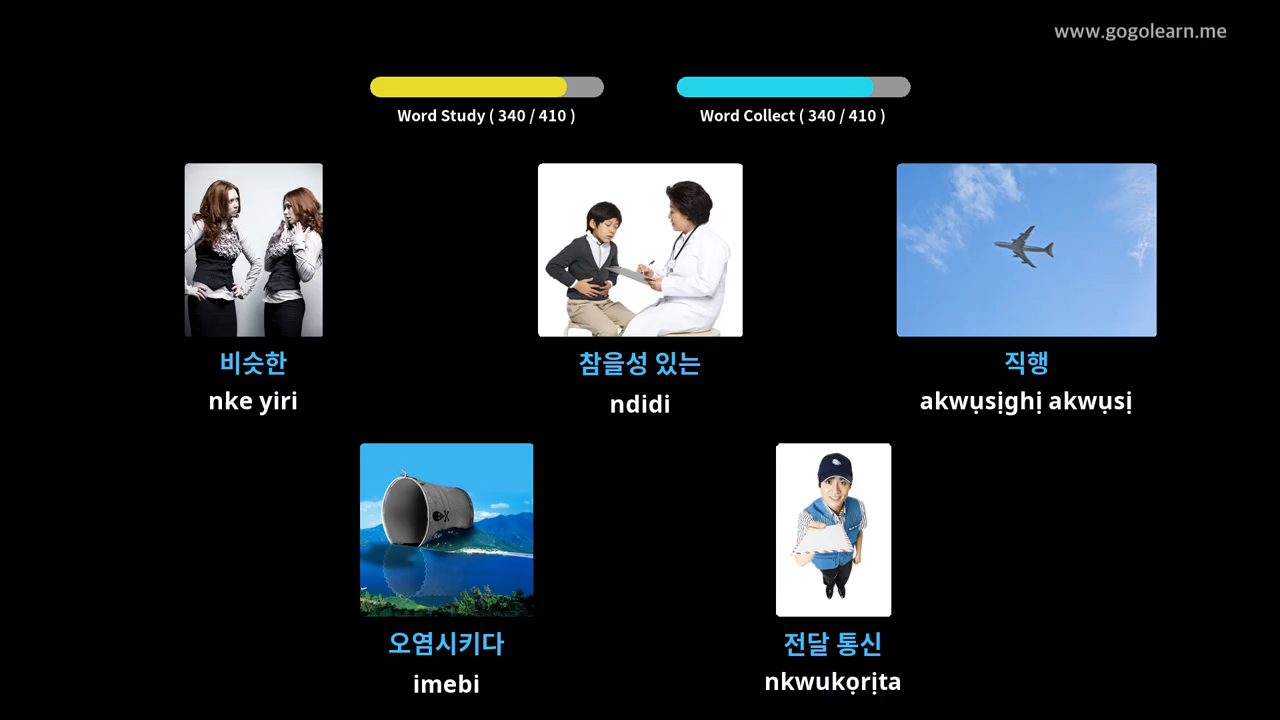 www.gogolearn.me
Word Study ( 340 / 410 )
Word Collect ( 340 / 410 )
비슷한
nke yiri
참을성 있는
ndidi
직행
akwụsịghị akwụsị
오염시키다
imebi
전달 통신
nkwukọrịta